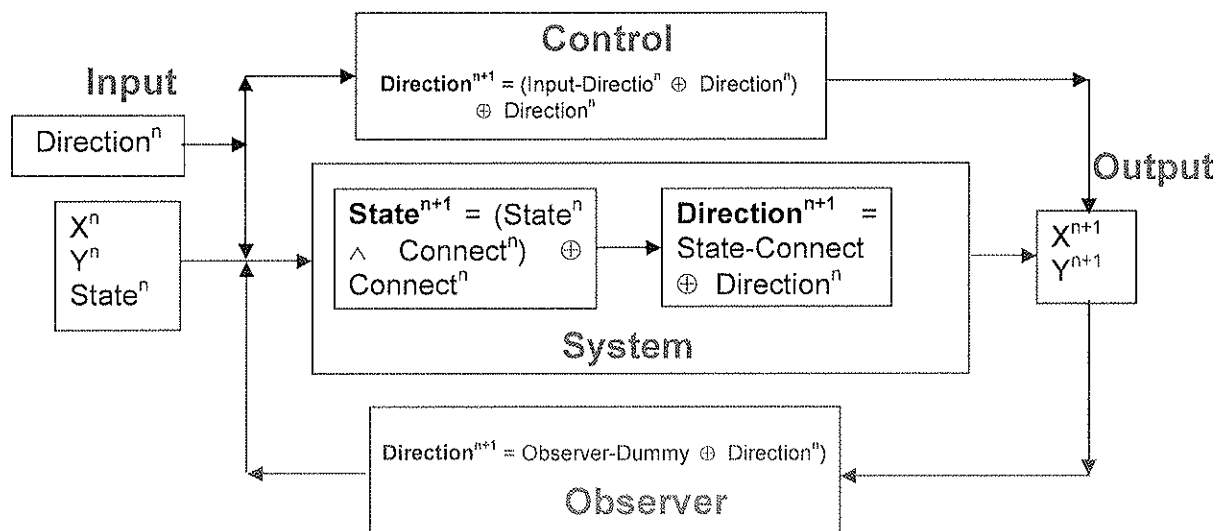 Control
Direction^{n+1} = (Input-Directio^n ⊕ Direction^n)
⊕ Direction^n
Input
Direction^n
X^n
Y^n
State^n
State^{n+1} = (State^n
∧ Connect^n) ⊕
Connect^n
Direction^{n+1} =
State-Connect
⊕ Direction^n
System
Output
X^{n+1}
Y^{n+1}
Direction^{n+1} = Observer-Dummy ⊕ Direction^n)
Observer